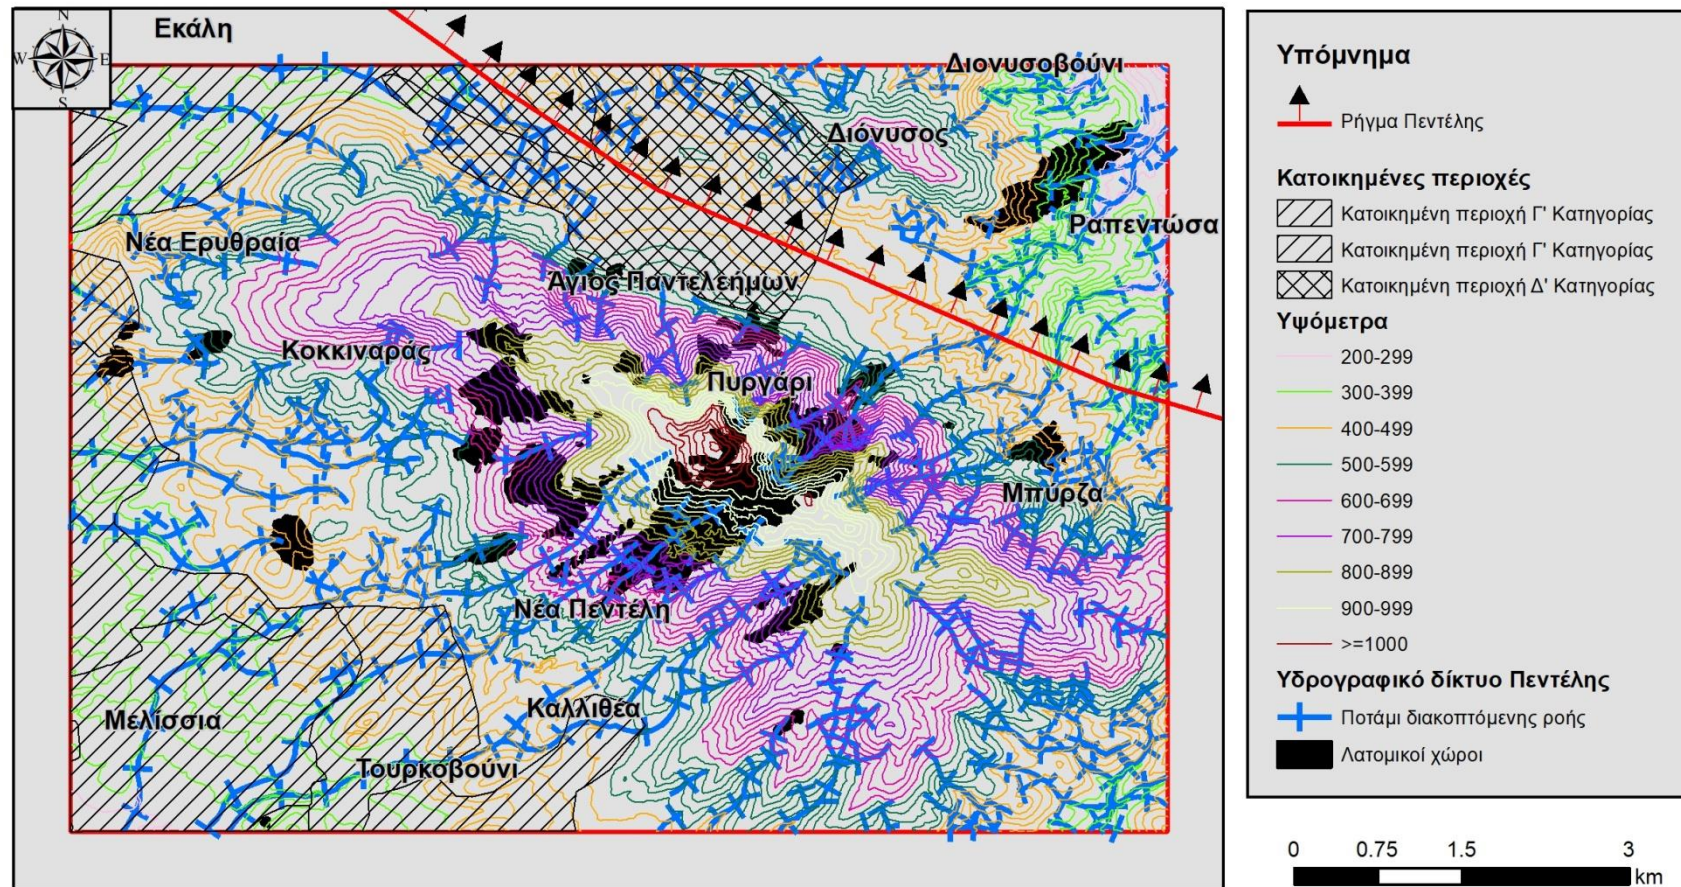 Εκάλη
N
W
E
S
Διονυσοβούνι
Διόνυσος
Ραπεντώσα
Νέα Ερυθραία
Άγιος Παντελεήμων
Κοκκιναράς
Πυργάρι
Μπύρζα
Νέα Πεντέλη
Καλλιθέα
Μελίσσια
Τουρκοβούνι
Υπόμνημα
Ρήγμα Πεντέλης
Κατοικημένες περιοχές
Κατοικημένη περιοχή Γ' Κατηγορίας
Κατοικημένη περιοχή Γ' Κατηγορίας
Κατοικημένη περιοχή Δ' Κατηγορίας
Υψόμετρα
200-299
300-399
400-499
500-599
600-699
700-799
800-899
900-999
>=1000
Υδρογραφικό δίκτυο Πεντέλης
Ποτάμι διακοπτόμενης ροής
Λατομικοί χώροι
0 0.75 1.5 3
km